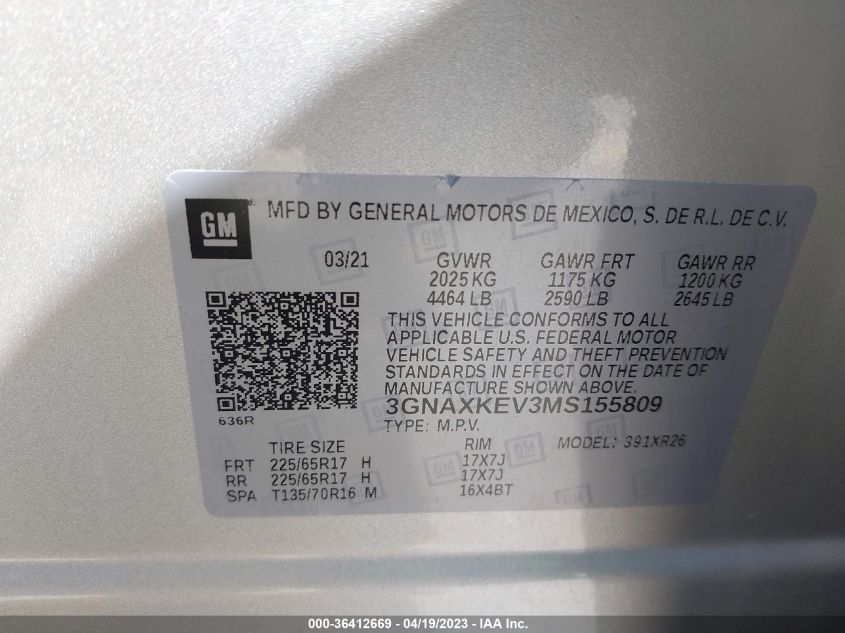 GM MFD BY GENERAL MOTORS DE MEXICO, S. DE R.L. DE C.V.
03/21 GVWR GAWR FRT GAWR RR
2025 KG 1175 KG 1200 KG
4464 LB 2590 LB 2645 LB
THIS VEHICLE CONFORMS TO ALL
APPLICABLE U.S. FEDERAL MOTOR
VEHICLE SAFETY AND THEFT PREVENTION
STANDARDS IN EFFECT ON THE DATE OF
MANUFACTURE SHOWN ABOVE.
3GNAXKEV3MS155809
636R
TYPE: M.P.V.
TIRE SIZE RIM MODEL: 391XR26
FRT 225/65R17 H 17X7J
RR 225/65R17 H 17X7J
SPA T135/70R16 M 16X4BT
000-36412669 - 04/19/2023 - IAA Inc.